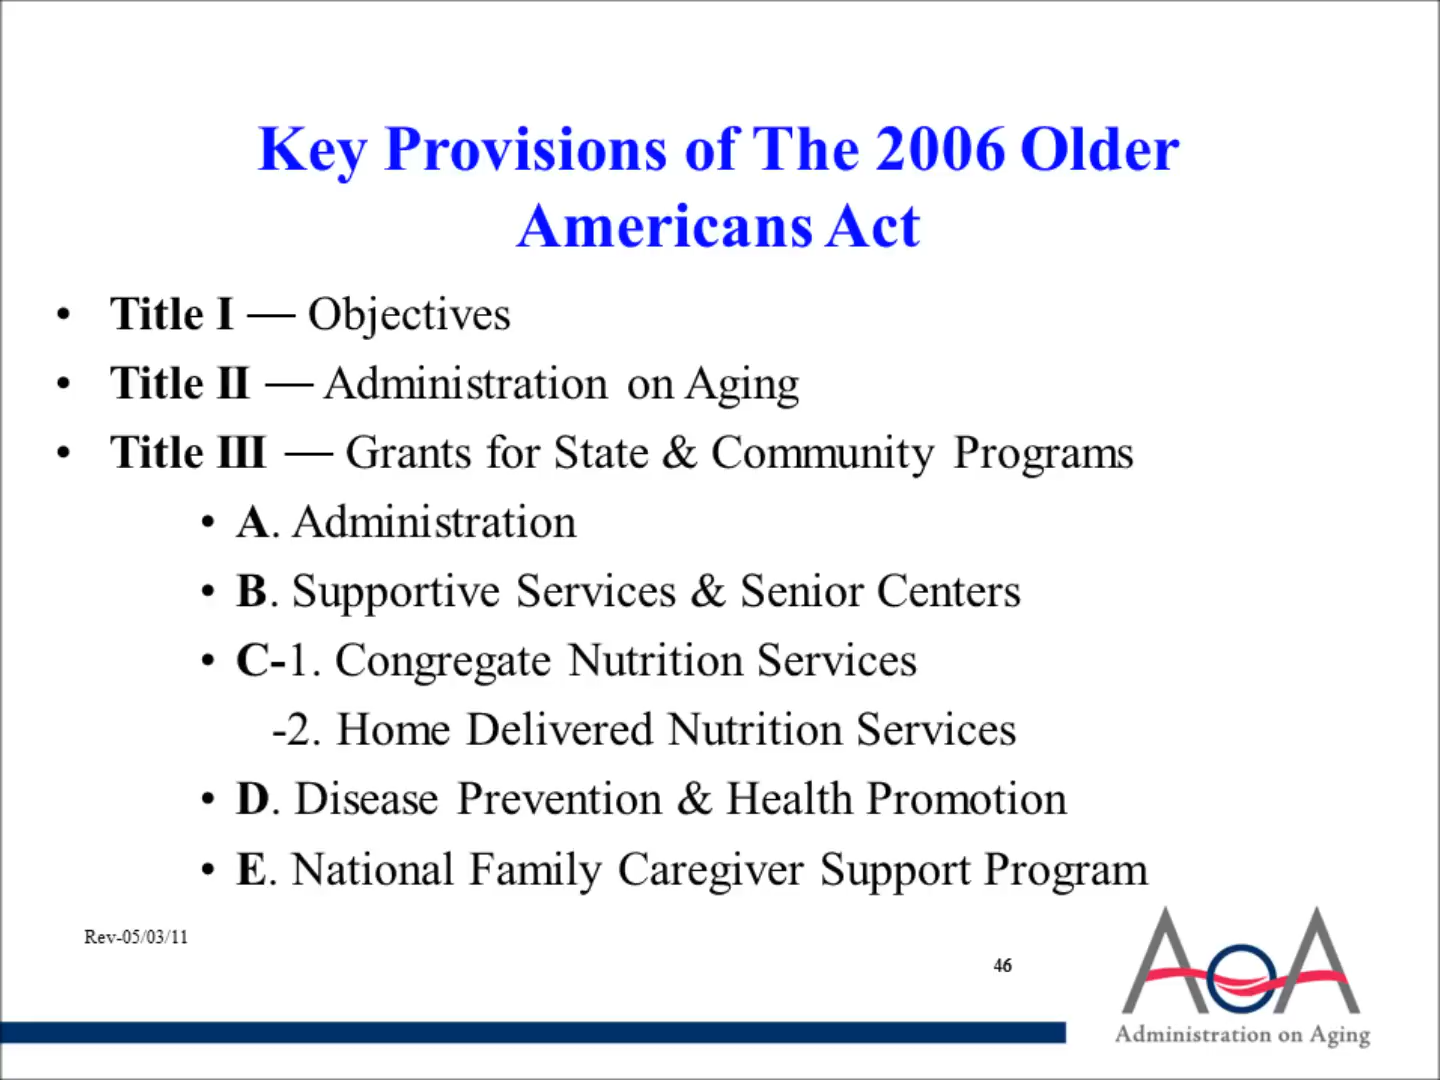 Key Provisions of The 2006 Older
Americans Act
• Title I — Objectives
• Title II — Administration on Aging
• Title III — Grants for State & Community Programs
• A. Administration
• B. Supportive Services & Senior Centers
• C-1. Congregate Nutrition Services
-2. Home Delivered Nutrition Services
• D. Disease Prevention & Health Promotion
• E. National Family Caregiver Support Program
Rev-05/03/11
46
AoA
Administration on Aging